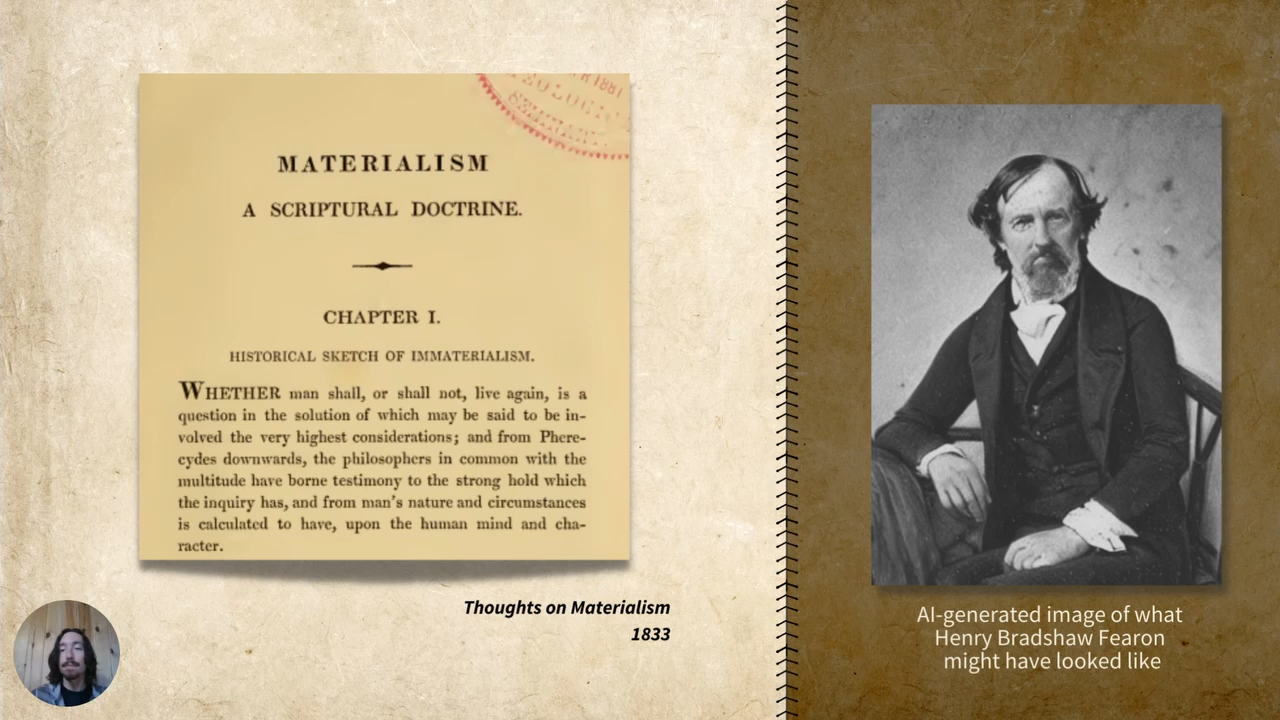 R 1881
MATERIALISM
A SCRIPTURAL DOCTRINE.
CHAPTER I.
HISTORICAL SKETCH OF IMMATERIALISM.
WHETHER man shall, or shall not, live again, is a
question in the solution of which may be said to be in-
volved the very highest considerations; and from Phere-
cydes downwards, the philosophers in common with the
multitude have borne testimony to the strong hold which
the inquiry has, and from man's nature and circumstances
is calculated to have, upon the human mind and cha-
racter.
Thoughts on Materialism
1833
AI-generated image of what
Henry Bradshaw Fearon
might have looked like